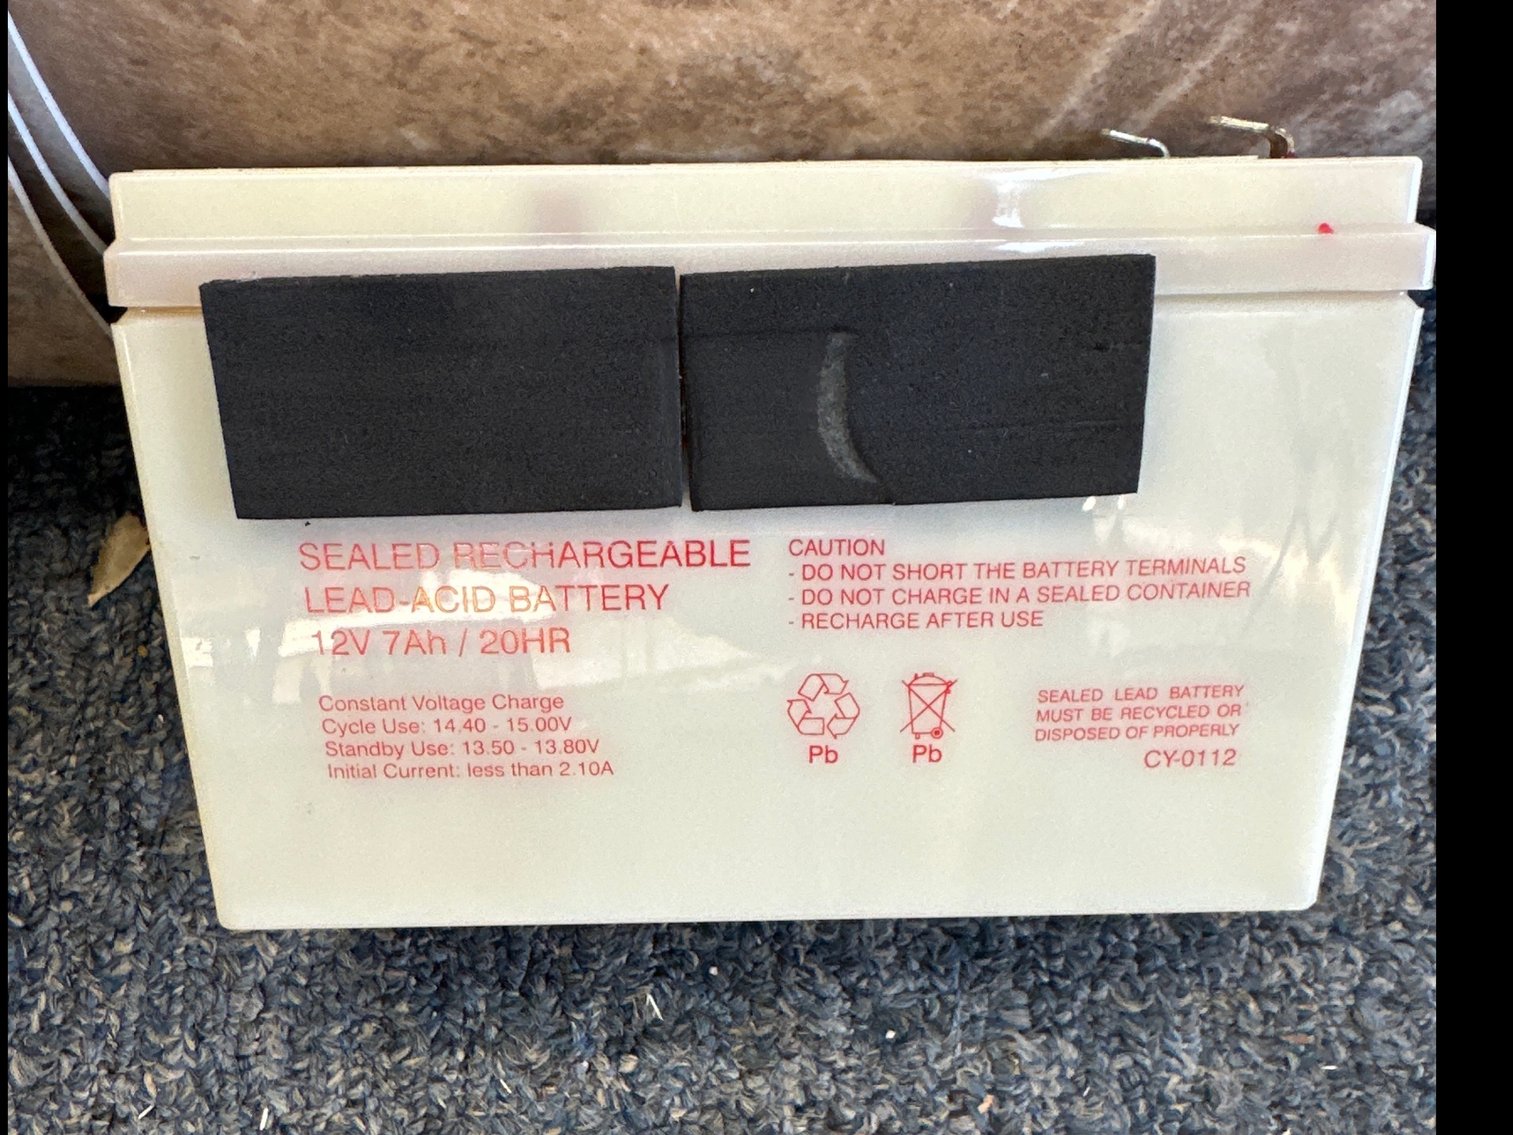 SEALED RECHARGEABLE
LEAD-ACID BATTERY
12V 7Ah / 20HR
Constant Voltage Charge
Cycle Use: 14.40 - 15.00V
Standby Use: 13.50 - 13.80V
Initial Current: less than 2.10A
CAUTION
- DO NOT SHORT THE BATTERY TERMINALS
- DO NOT CHARGE IN A SEALED CONTAINER
- RECHARGE AFTER USE
Pb
Pb
SEALED LEAD BATTERY
MUST BE RECYCLED OR
DISPOSED OF PROPERLY
CY-0112